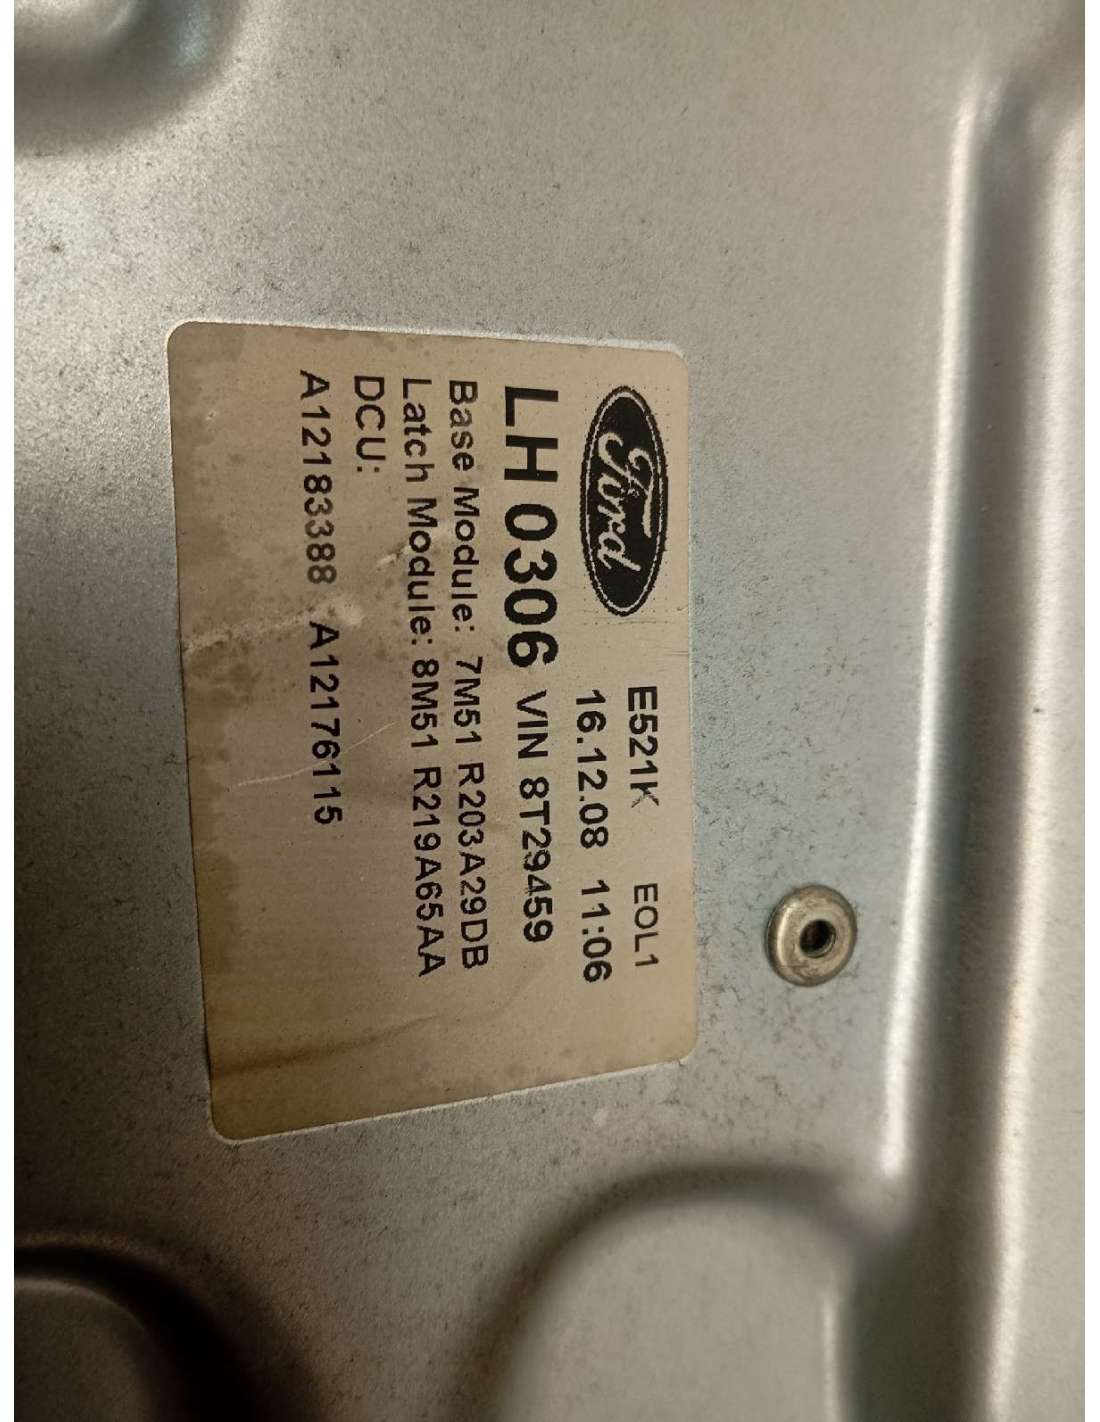 Ford
E521K EOL1
16.12.08 11:06
LH 0306 VIN 8T29459
Base Module: 7M51 R203A29DB
Latch Module: 8M51 R219A65AA
DCU:
A12183388 A12176115